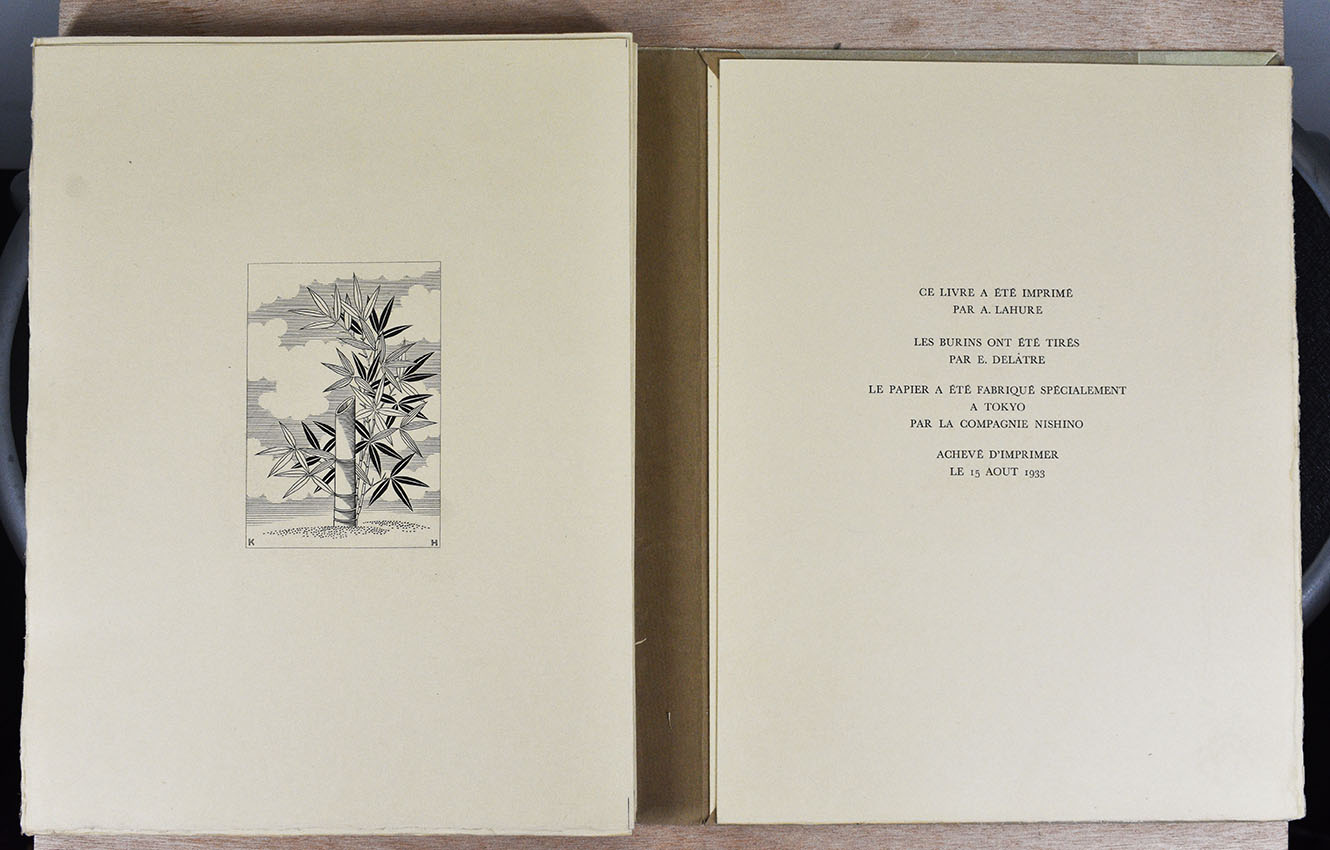 K H
CE LIVRE A ÉTÉ IMPRIMÉ
PAR A. LAHURE
LES BURINS ONT ÉTÉ TIRÉS
PAR E. DELÂTRE
LE PAPIER A ÉTÉ FABRIQUÉ SPÉCIALEMENT
A TOKYO
PAR LA COMPAGNIE NISHINO
ACHEVÉ D'IMPRIMER
LE 15 AOUT 1933